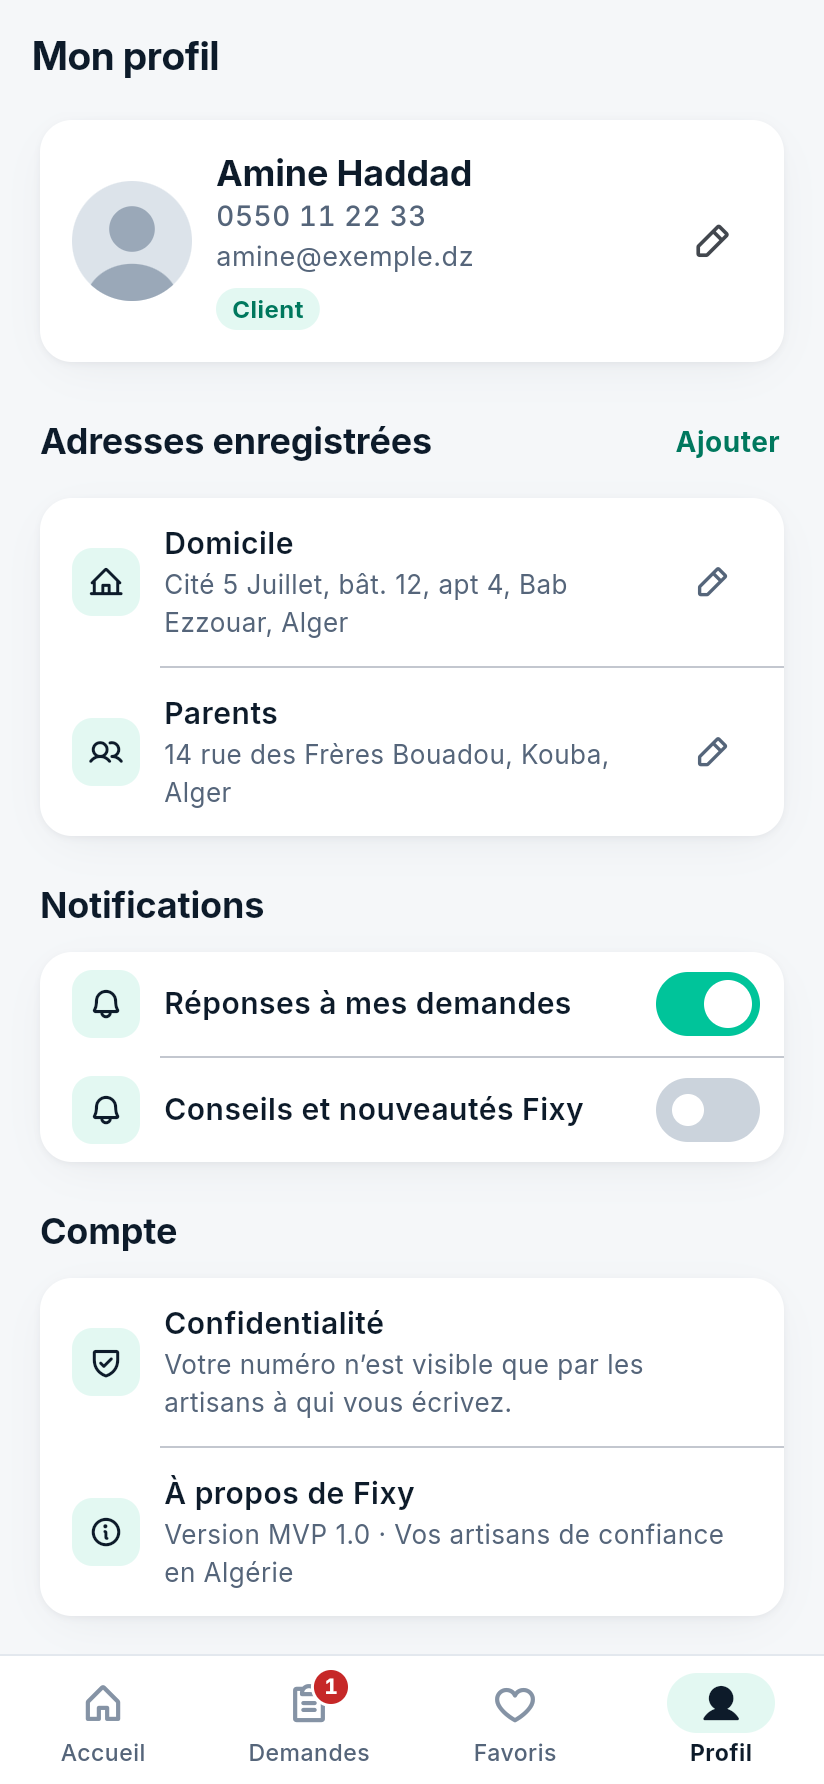 Mon profil
Amine Haddad
0550 11 22 33
amine@exemple.dz
Client
Adresses enregistrées
Ajouter
Domicile
Cité 5 Juillet, bât. 12, apt 4, Bab
Ezzouar, Alger
Parents
14 rue des Frères Bouadou, Kouba,
Alger
Notifications
Réponses à mes demandes
Conseils et nouveautés Fixy
Compte
Confidentialité
Votre numéro n’est visible que par les
artisans à qui vous écrivez.
À propos de Fixy
Version MVP 1.0 · Vos artisans de confiance
en Algérie
1
Accueil
Demandes
Favoris
Profil